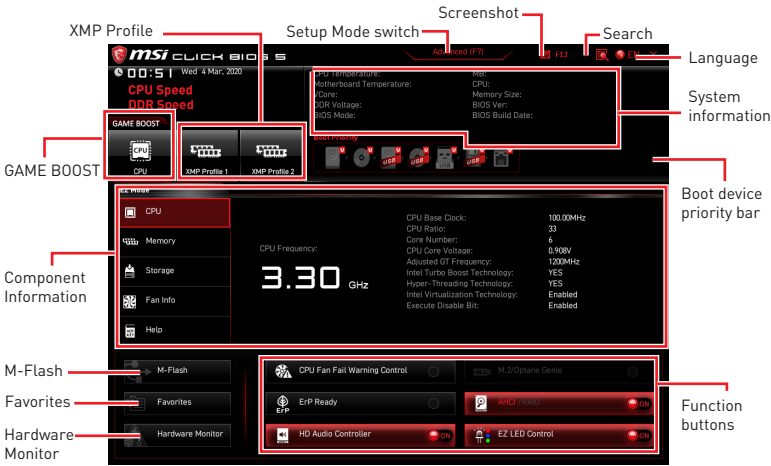 Screenshot
XMP Profile
Setup Mode switch
Search
msi CLICK BIOS 5
Advanced (F7)
F12
EN
X
Language
00:51 Wed 4 Mar, 2020
CPU Speed
DDR Speed
CPU Temperature:
Motherboard Temperature:
VCore:
DDR Voltage:
BIOS Mode:
MB:
CPU:
Memory Size:
BIOS Ver:
BIOS Build Date:
System
information
GAME BOOST
CPU
CPU
XMP Profile 1
XMP Profile 2
Boot Priority
U
U
U USB
U
U USB
U USB
U
GAME BOOST
Boot device
priority bar
EZ Mode
CPU
Memory
Storage
Fan Info
Help
CPU Frequency:
3.30 GHz
CPU Base Clock: 100.00MHz
CPU Ratio: 33
Core Number: 6
CPU Core Voltage: 0.908V
Adjusted GT Frequency: 1200MHz
Intel Turbo Boost Technology: YES
Hyper-Threading Technology: YES
Intel Virtualization Technology: Enabled
Execute Disable Bit: Enabled
Component
Information
M-Flash
M-Flash
CPU Fan Fail Warning Control
M.2/Optane Genie
Favorites
Favorites
ErP
ErP Ready
AHCI /RAID
ON
Function
buttons
Hardware
Monitor
Hardware Monitor
HD Audio Controller
ON
EZ LED Control
ON